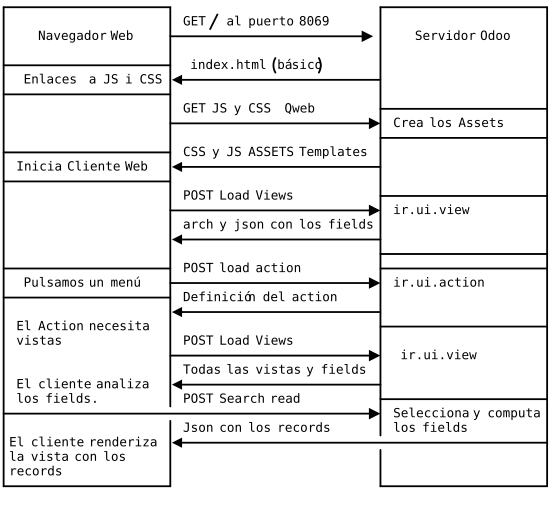 GET / al puerto 8069
Navegador Web
Servidor Odoo
index.html (básico)
Enlaces a JS i CSS
GET JS y CSS Qweb
Crea los Assets
CSS y JS ASSETS Templates
Inicia Cliente Web
POST Load Views
ir.ui.view
arch y json con los fields
POST load action
Pulsamos un menú
ir.ui.action
Definición del action
El Action necesita
vistas
POST Load Views
ir.ui.view
Todas las vistas y fields
El cliente analiza
los fields.
POST Search read
Selecciona y computa
los fields
Json con los records
El cliente renderiza
la vista con los
records